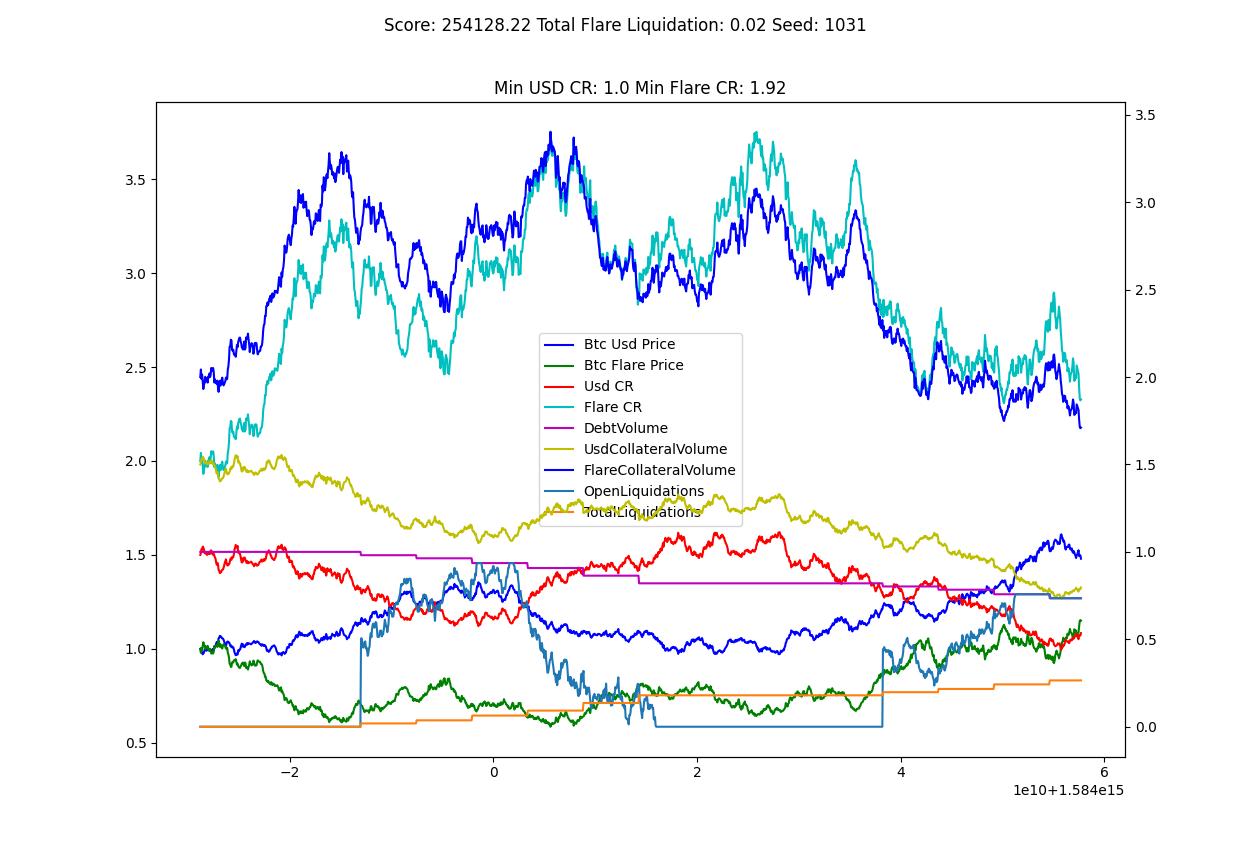 Score: 254128.22 Total Flare Liquidation: 0.02 Seed: 1031
Min USD CR: 1.0 Min Flare CR: 1.92
3.5
3.0
2.5
2.0
1.5
1.0
0.5
3.5
3.0
2.5
2.0
1.5
1.0
0.5
0.0
Btc Usd Price
Btc Flare Price
Usd CR
Flare CR
DebtVolume
UsdCollateralVolume
FlareCollateralVolume
OpenLiquidations
TotalLiquidations
−2 0 2 4 6
1e10+1.584e15